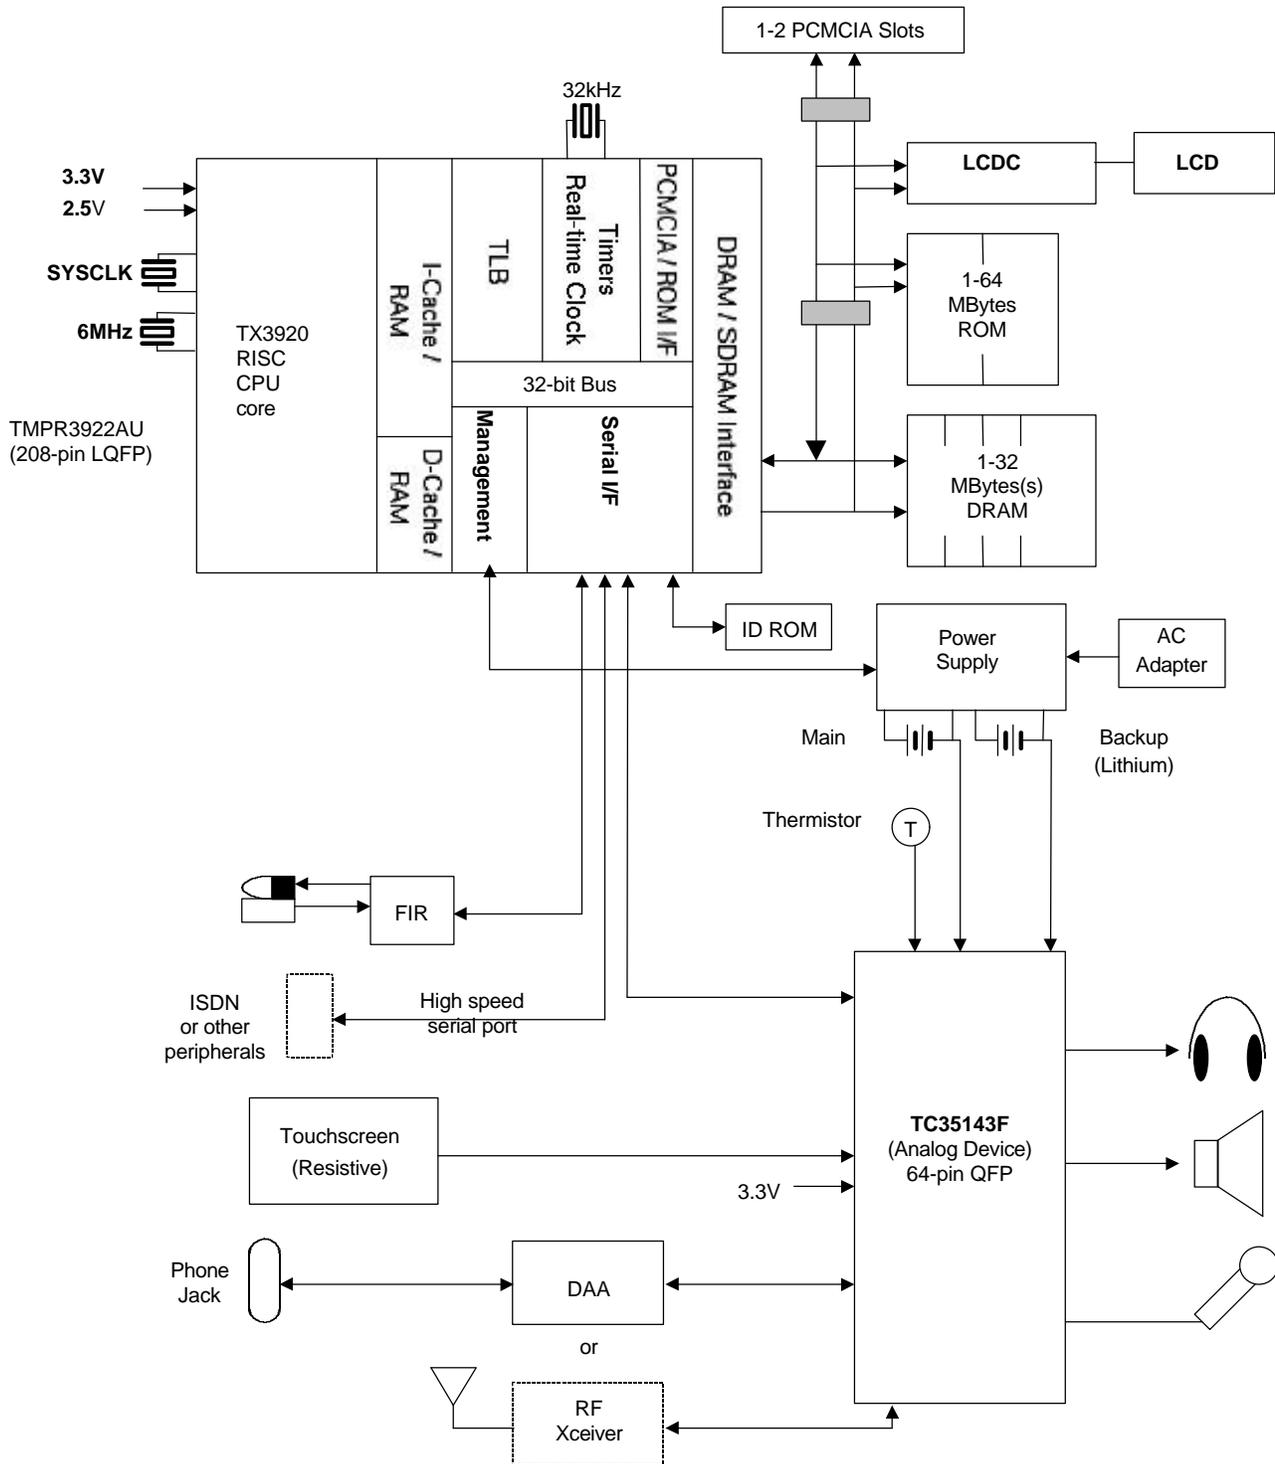 1-2 PCMCIA Slots
32kHz
3.3V
2.5V
SYSCLK
6MHz
TMPR3922AU
(208-pin LQFP)
TX3920
RISC
CPU
core
I-Cache /
RAM
D-Cache /
RAM
TLB
Timers
Real-time Clock
PCMCIA / ROM I/F
32-bit Bus
Management
Serial I/F
DRAM / SDRAM Interface
LCDC
LCD
1-64
MBytes
ROM
1-32
MBytes(s)
DRAM
ID ROM
Power
Supply
AC
Adapter
Main
Backup
(Lithium)
Thermistor
T
FIR
ISDN
or other
peripherals
High speed
serial port
Touchscreen
(Resistive)
3.3V
TC35143F
(Analog Device)
64-pin QFP
Phone
Jack
DAA
or
RF
Xceiver